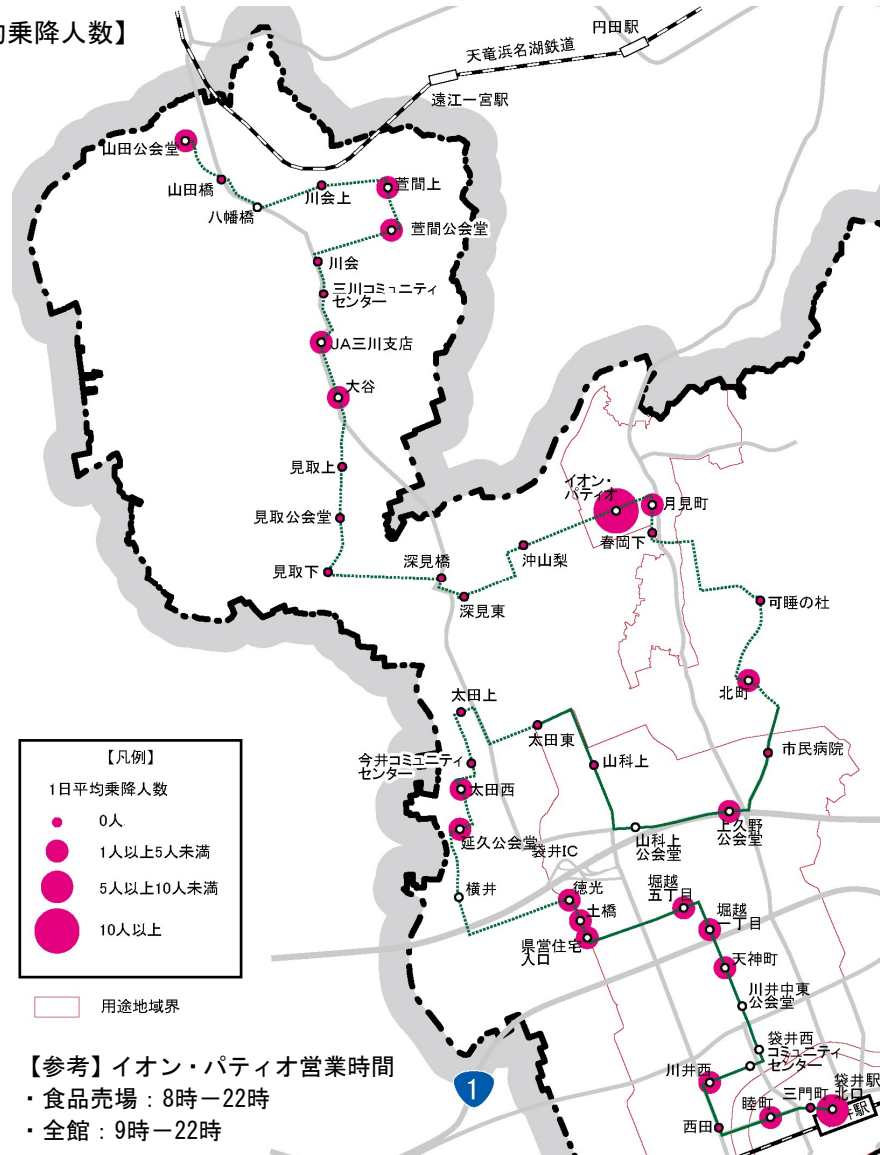 均乗降人数】
円田駅
天竜浜名湖鉄道
遠江一宮駅
山田公会堂
山田橋
八幡橋
川会上
萱間上
萱間公会堂
川会
三川コミュニティ
センター
JA三川支店
大谷
見取上
見取公会堂
見取下
深見橋
深見東
沖山梨
イオン・
パティオ
月見町
春岡下
可睡の杜
北町
市民病院
太田上
太田東
山科上
今井コミュニティ
センター
太田西
延久公会堂
袋井IC
山科上
公会堂
上久野
公会堂
横井
徳光
土橋
県営住宅
入口
堀越
五丁目
堀越
一丁目
天神町
川井中東
公会堂
袋井西
コミュニティ
センター
川井西
西田
睦町
三門町
袋井駅
北口
井駅
1
【凡例】
1日平均乗降人数
0人
1人以上5人未満
5人以上10人未満
10人以上
用途地域界
【参考】イオン・パティオ営業時間
・食品売場：8時－22時
・全館：9時－22時